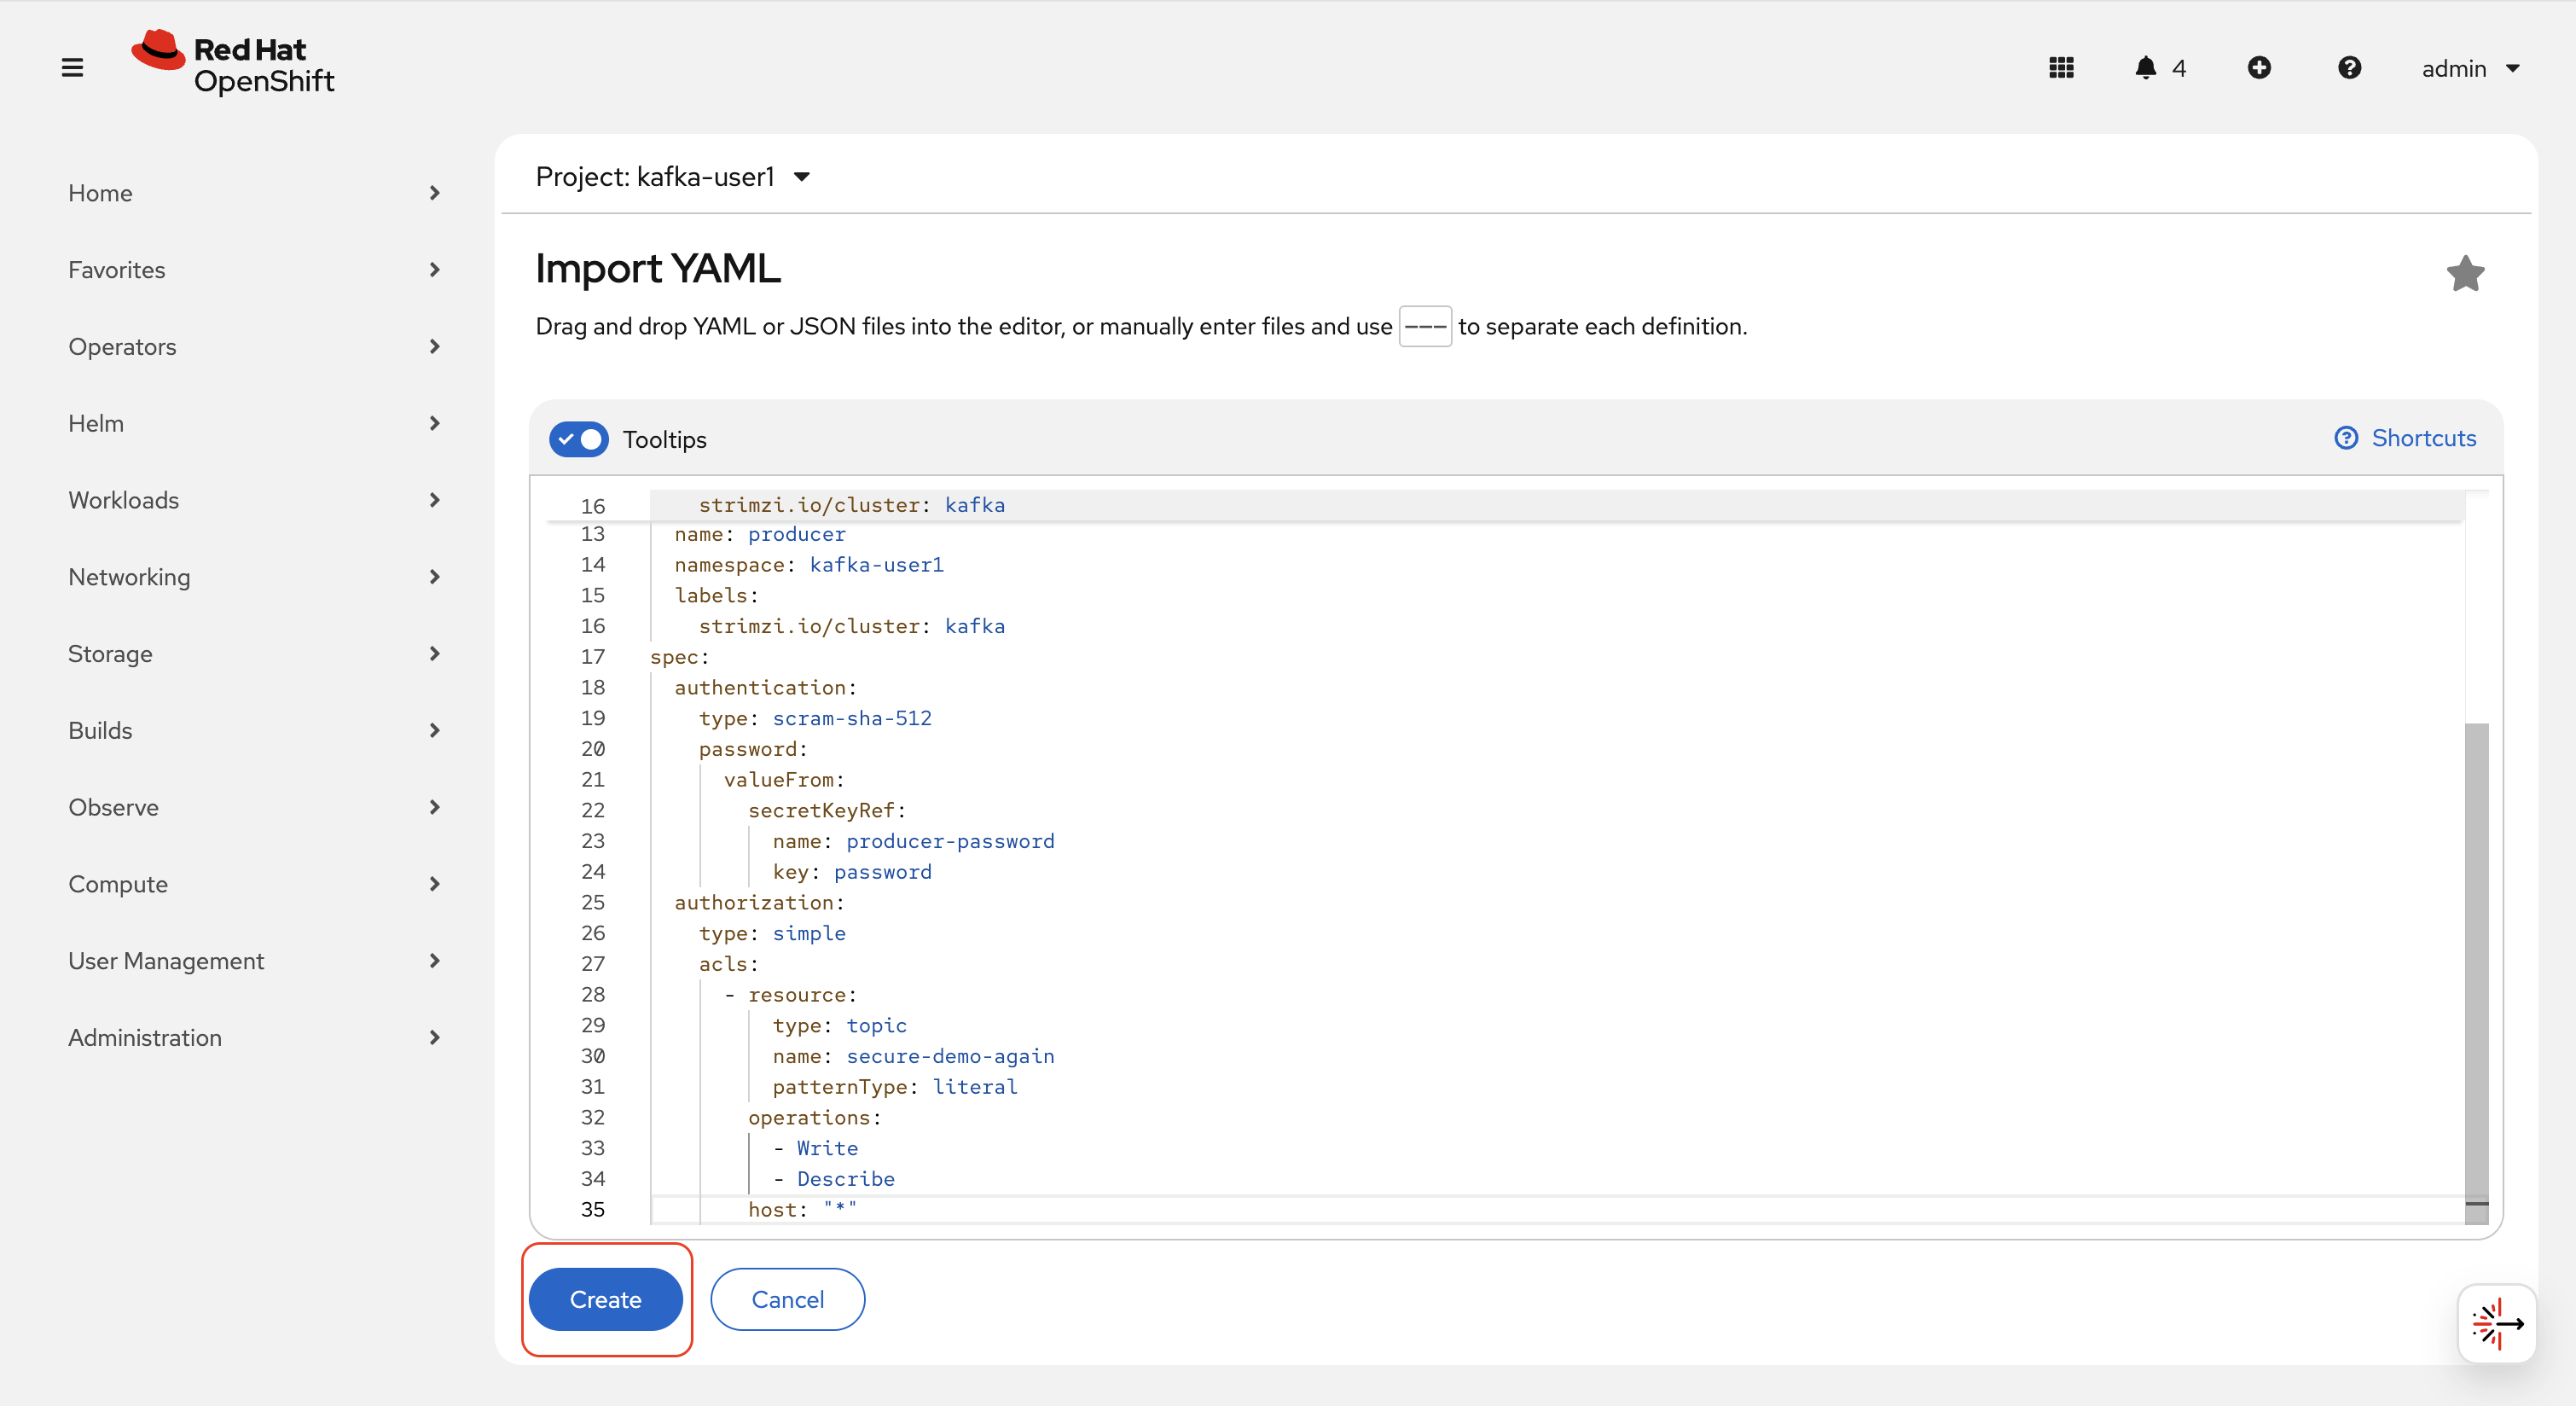 Red Hat
OpenShift
4
admin
Home
Favorites
Operators
Helm
Workloads
Networking
Storage
Builds
Observe
Compute
User Management
Administration
Project: kafka-user1
Import YAML
Drag and drop YAML or JSON files into the editor, or manually enter files and use --- to separate each definition.
Tooltips
Shortcuts
16 strimzi.io/cluster: kafka
13 name: producer
14 namespace: kafka-user1
15 labels:
16 strimzi.io/cluster: kafka
17 spec:
18 authentication:
19 type: scram-sha-512
20 password:
21 valueFrom:
22 secretKeyRef:
23 name: producer-password
24 key: password
25 authorization:
26 type: simple
27 acls:
28 - resource:
29 type: topic
30 name: secure-demo-again
31 patternType: literal
32 operations:
33 - Write
34 - Describe
35 host: "*"
Create
Cancel